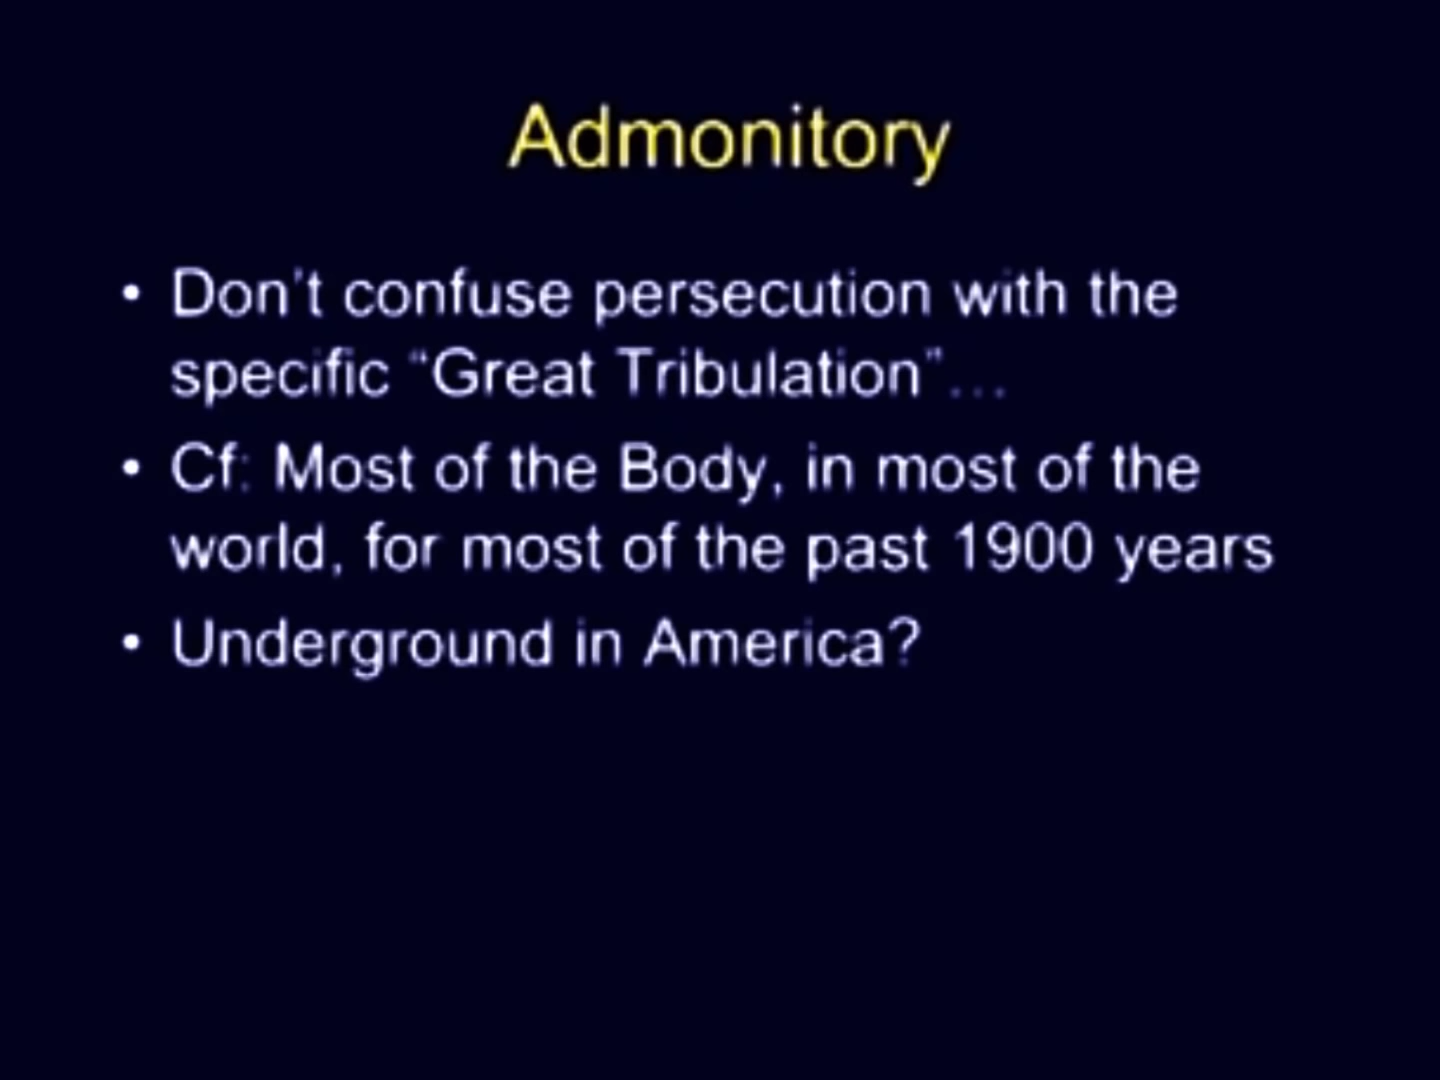 Admonitory
• Don't confuse persecution with the
specific “Great Tribulation”...
• Cf: Most of the Body, in most of the
world, for most of the past 1900 years
• Underground in America?